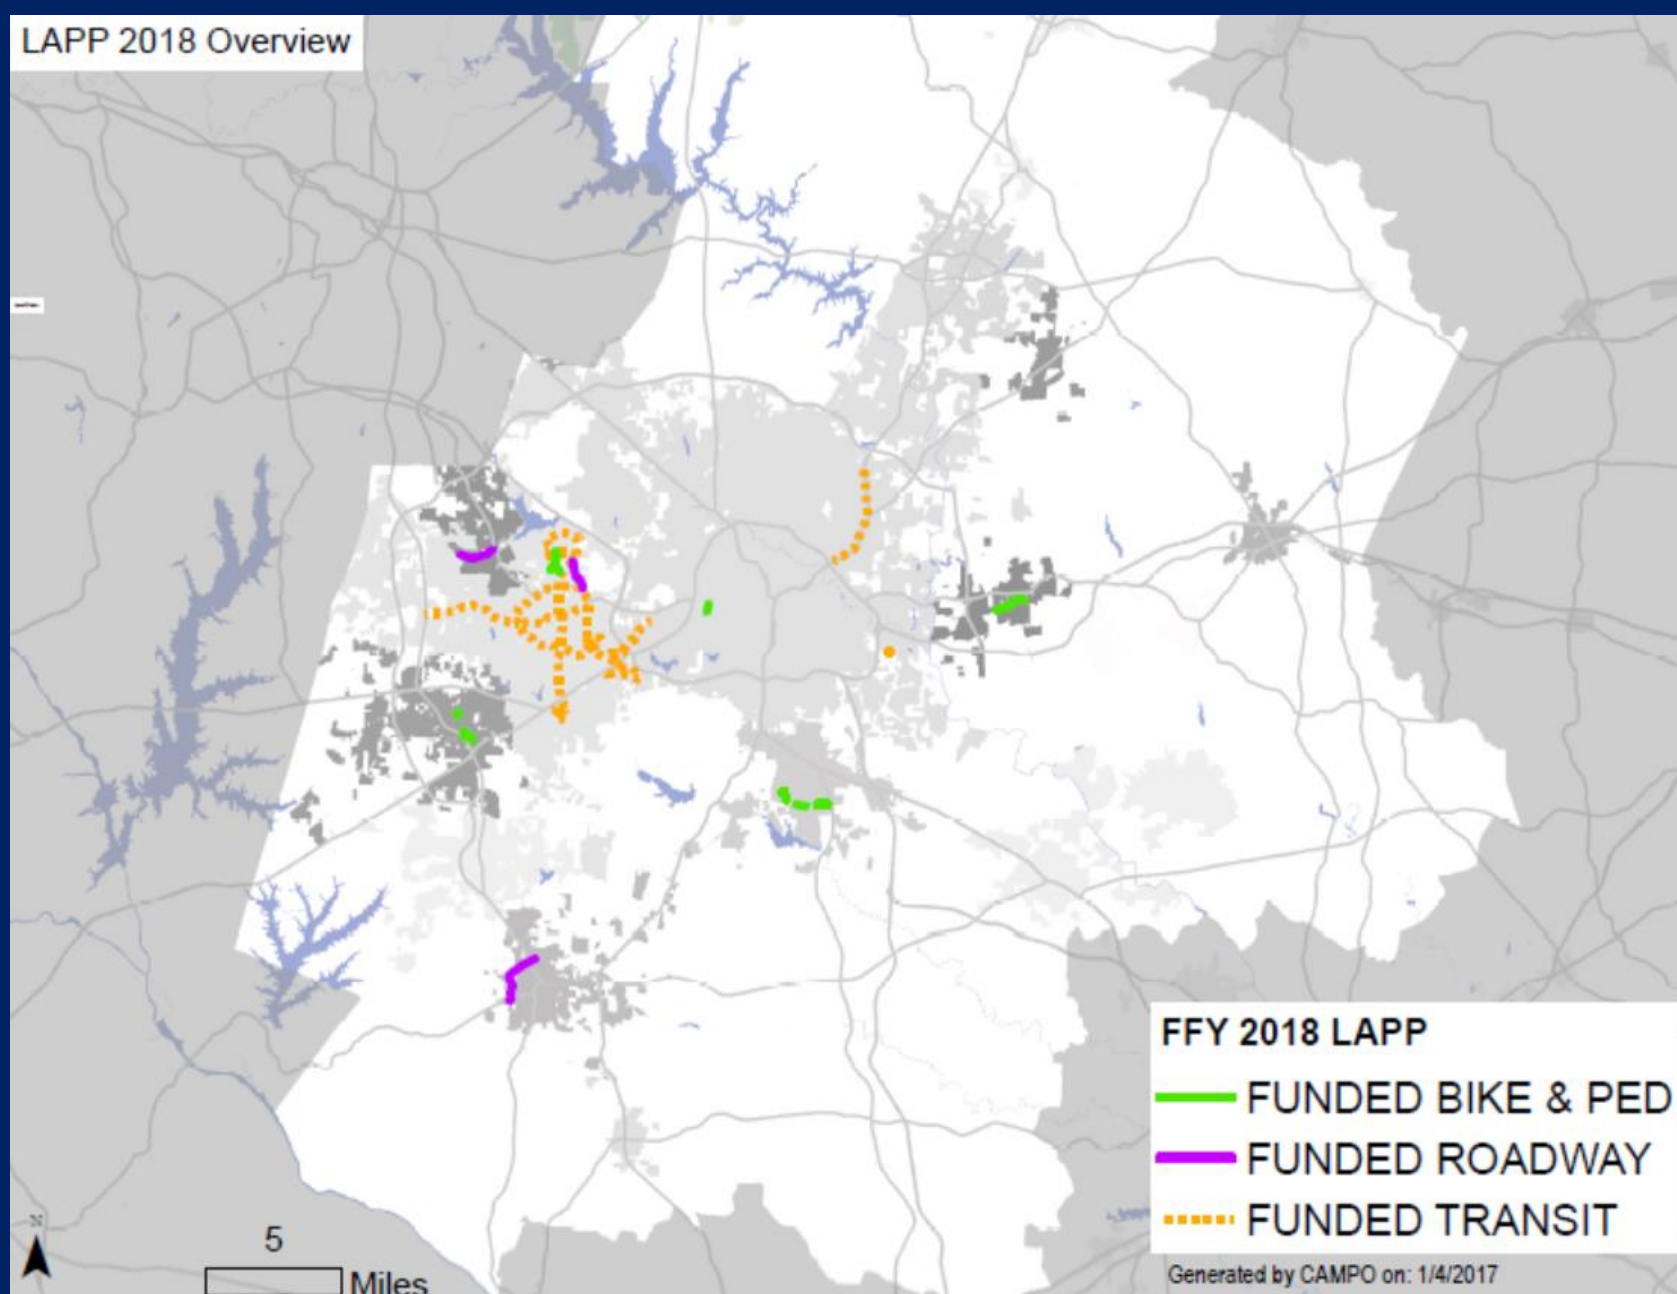 LAPP 2018 Overview
FFY 2018 LAPP
FUNDED BIKE & PED
FUNDED ROADWAY
FUNDED TRANSIT
Generated by CAMPO on: 1/4/2017
N
5
Miles